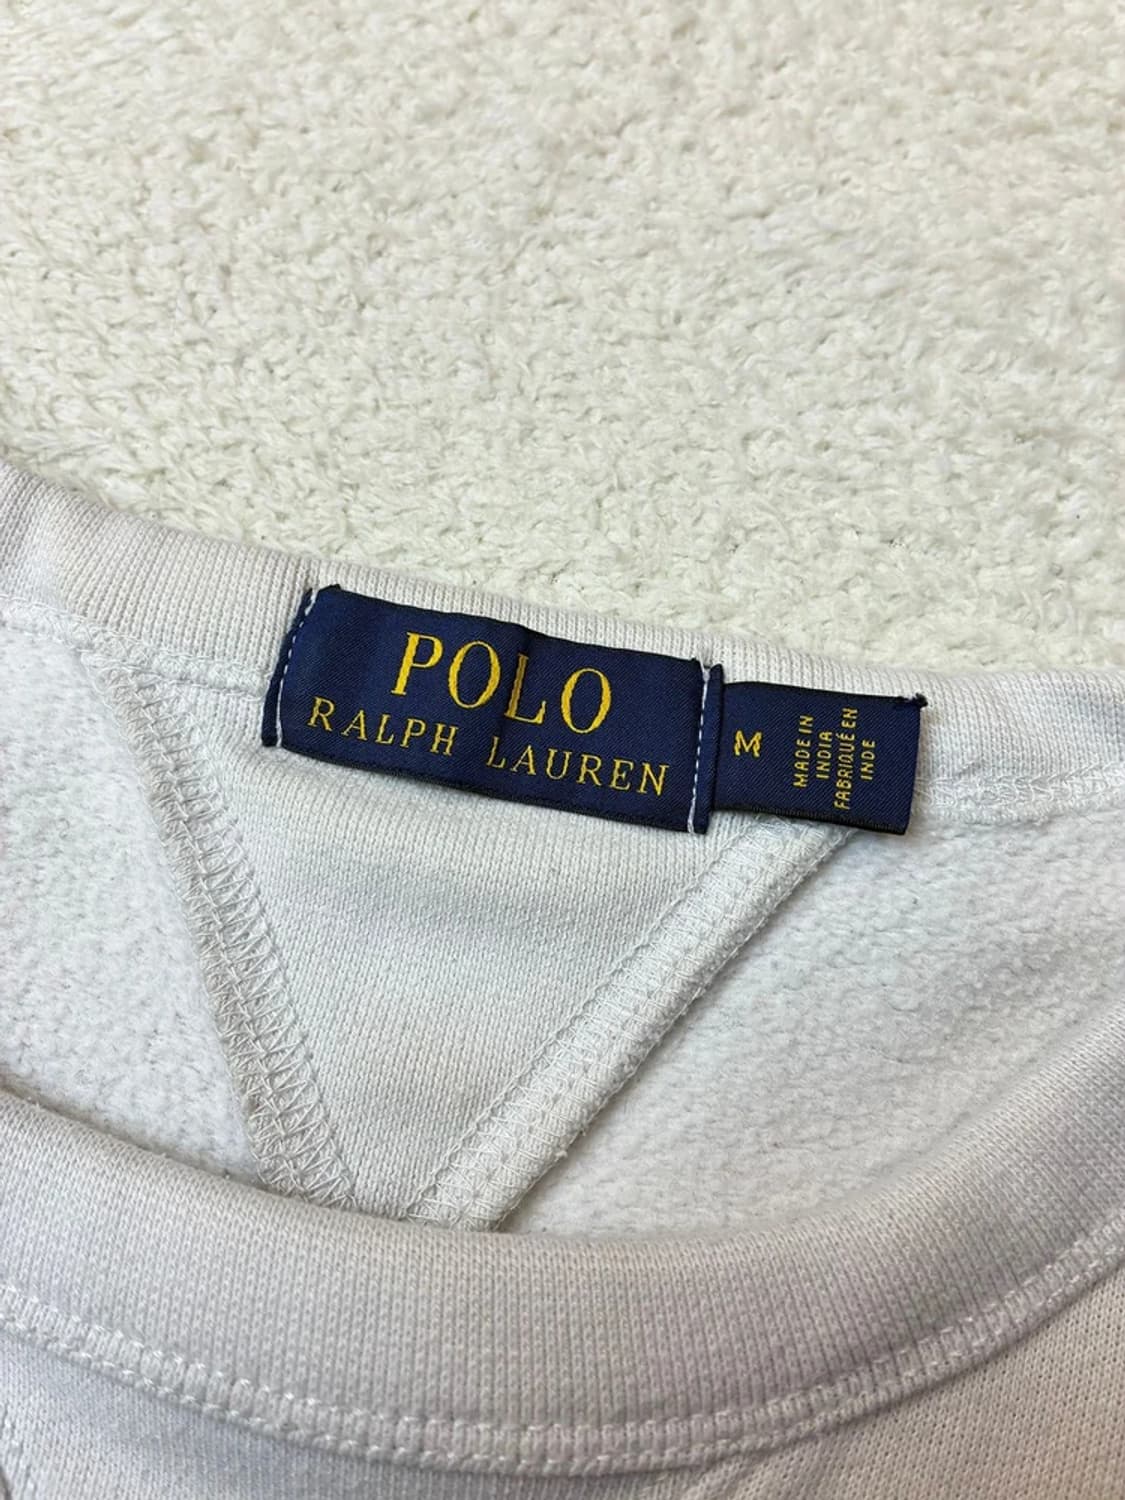 POLO
RALPH LAUREN
M
MADE IN
INDIA
FABRIQUÉ EN
INDE